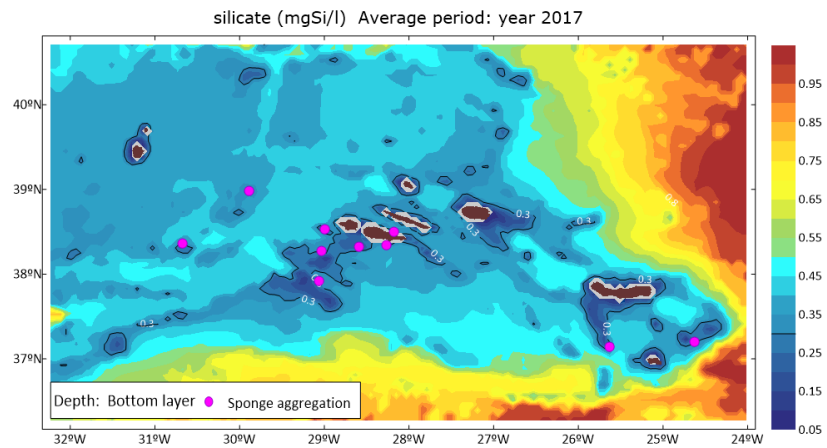 silicate (mgSi/l) Average period: year 2017
40ºN
39ºN
38ºN
37ºN
32ºW 31ºW 30ºW 29ºW 28ºW 27ºW 26ºW 25ºW 24ºW
0.3
0.3
0.3
0.3
0.3
0.3
0.3
0.6
Depth: Bottom layer Sponge aggregation
0.95
0.85
0.75
0.65
0.55
0.45
0.35
0.25
0.15
0.05